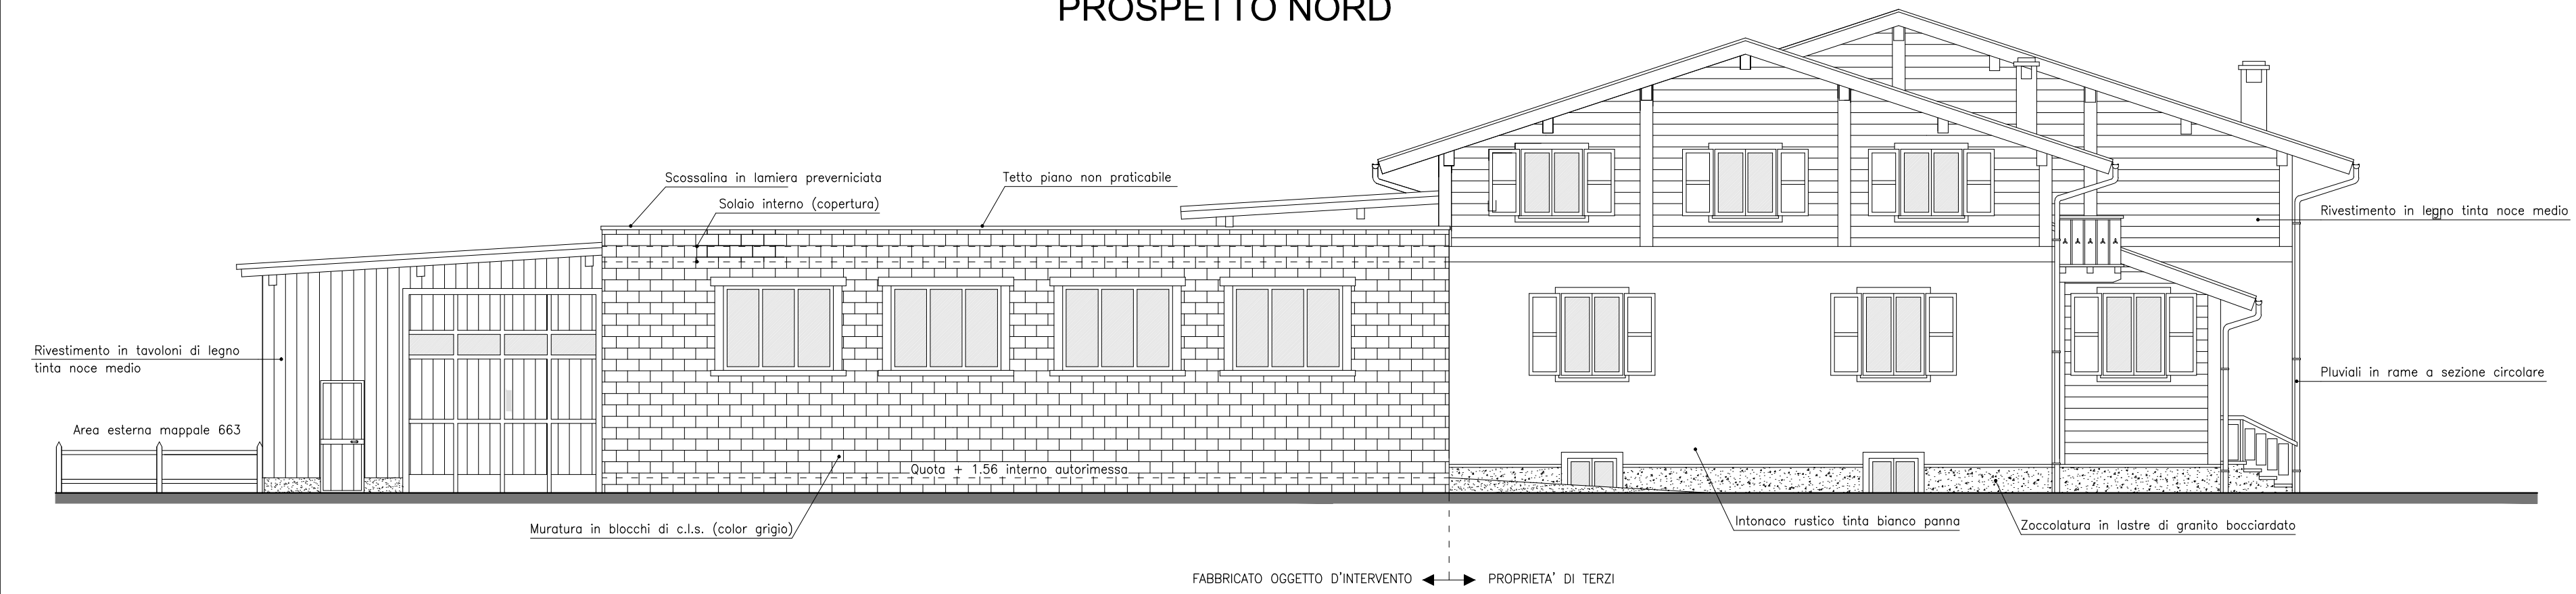 PROSPETTO NORD
Scossalina in lamiera preverniciata
Tetto piano non praticabile
Solaio interno (copertura)
Rivestimento in legno tinta noce medio
Rivestimento in tavoloni di legno
tinta noce medio
Pluviali in rame a sezione circolare
Area esterna mappale 663
Quota + 1.56 interno autorimessa
Muratura in blocchi di c.l.s. (color grigio)
Intonaco rustico tinta bianco panna
Zoccolatura in lastre di granito bocciardato
FABBRICATO OGGETTO D'INTERVENTO
PROPRIETA' DI TERZI